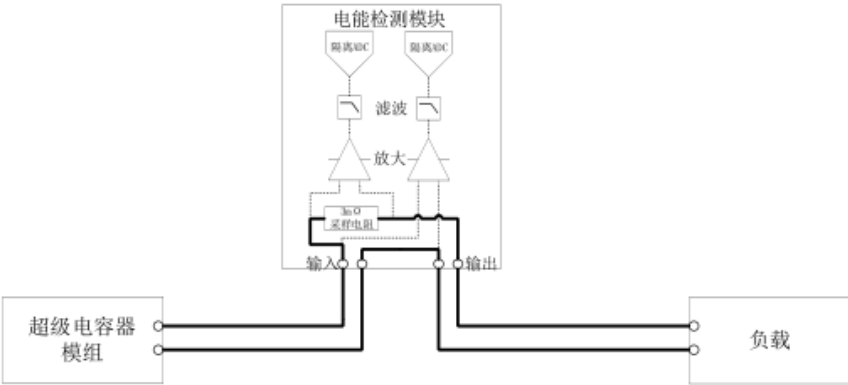 电能检测模块
隔离ADC 隔离ADC
滤波
放大
3mΩ
采样电阻
输入 输出
超级电容器
模组
负载